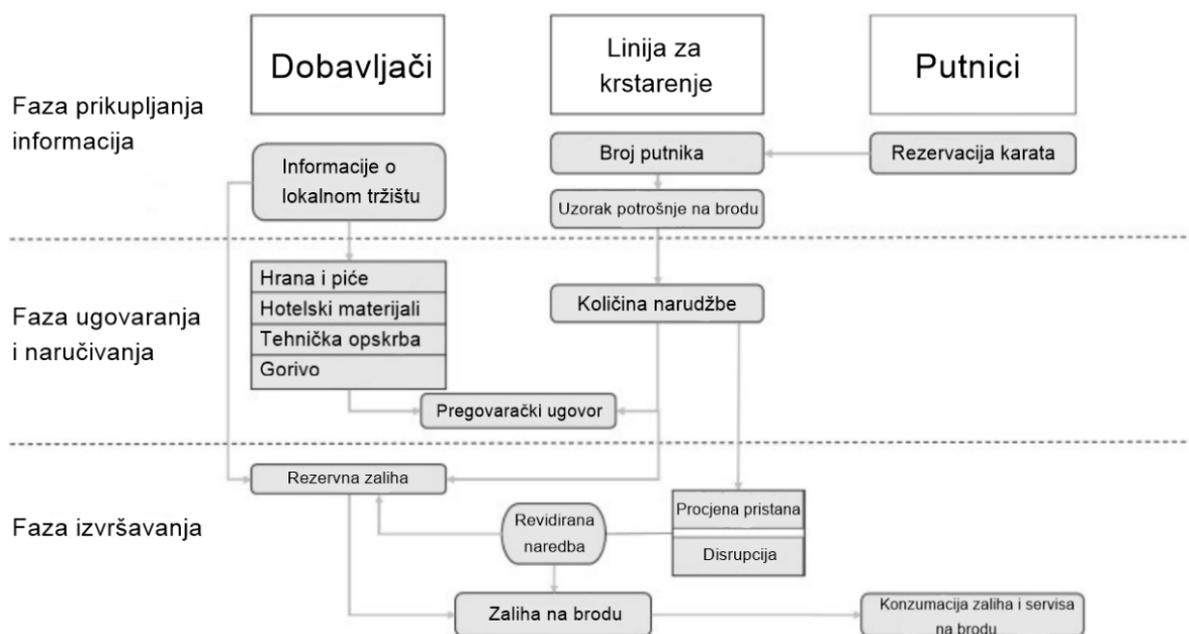 Dobavljači
Linija za
krstarenje
Putnici
Faza prikupljanja
informacija
Informacije o
lokalnom tržištu
Broj putnika
Rezervacija karata
Uzorak potrošnje na brodu
Faza ugovaranja
i naručivanja
Hrana i piće
Hotelski materijali
Tehnička opskrba
Gorivo
Količina narudžbe
Pregovarački ugovor
Faza izvršavanja
Rezervna zaliha
Revidirana
naredba
Procjena pristana
Disrupcija
Zaliha na brodu
Konzumacija zaliha i servisa
na brodu